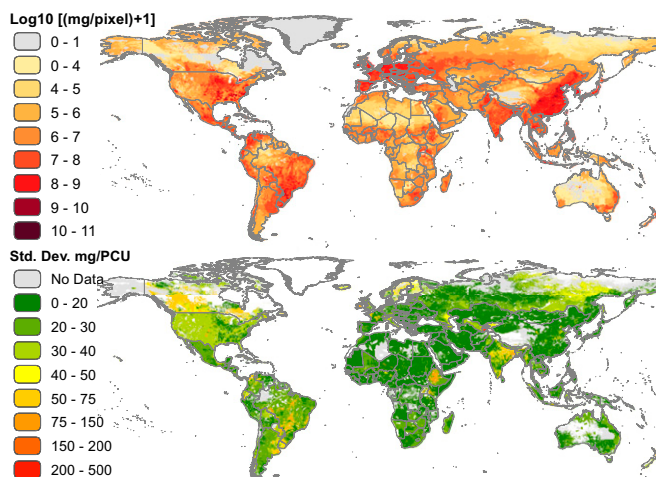 Log10 [(mg/pixel)+1]
0 - 1
0 - 4
4 - 5
5 - 6
6 - 7
7 - 8
8 - 9
9 - 10
10 - 11
Std. Dev. mg/PCU
No Data
0 - 20
20 - 30
30 - 40
40 - 50
50 - 75
75 - 150
150 - 200
200 - 500